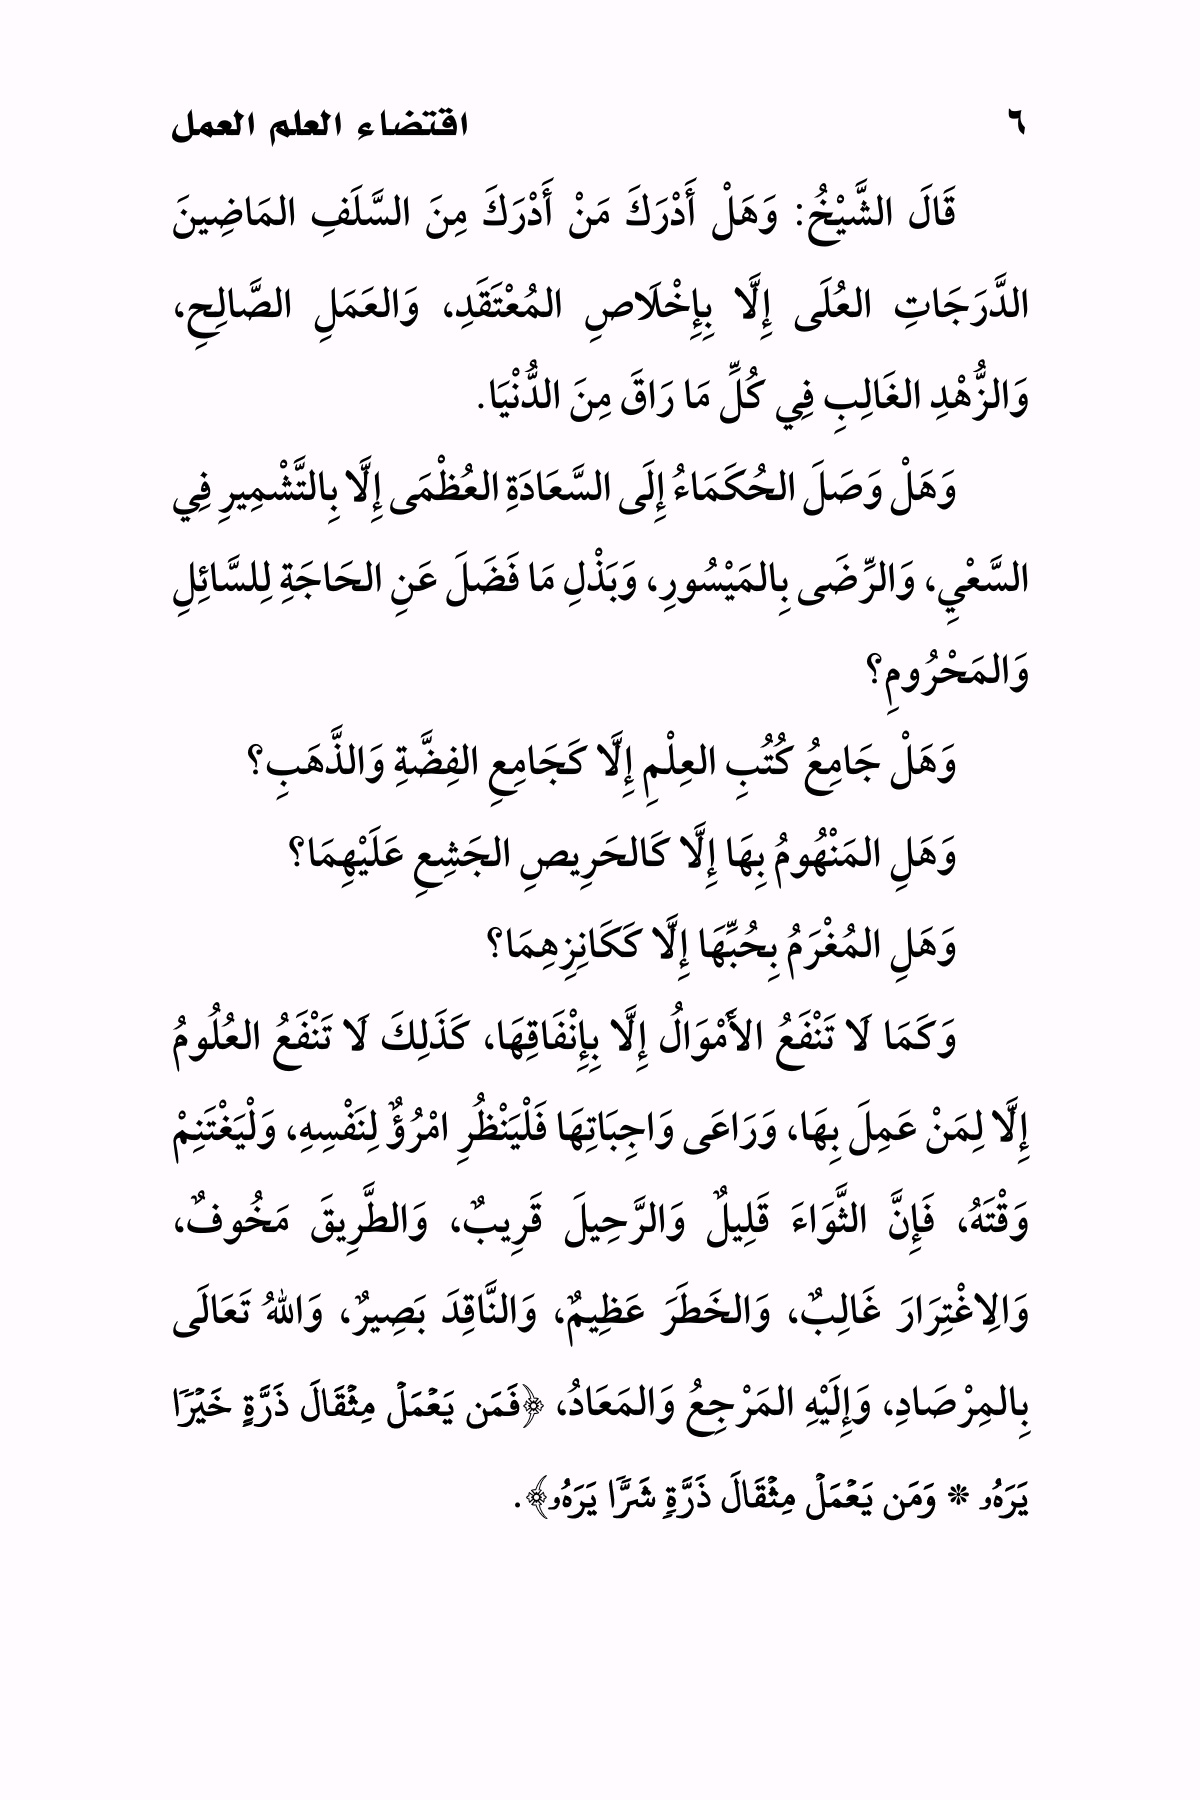 ٦ اقتضاء العلم العمل
قَالَ الشَّيْخُ: وَهَلْ أَدْرَكَ مَنْ أَدْرَكَ مِنَ السَّلَفِ المَاضِينَ
الدَّرَجَاتِ العُلَى إِلَّا بِإِخْلَاصِ المُعْتَقَدِ، وَالعَمَلِ الصَّالِحِ،
وَالزُّهْدِ الغَالِبِ فِي كُلِّ مَا رَاقَ مِنَ الدُّنْيَا.
وَهَلْ وَصَلَ الحُكَمَاءُ إِلَى السَّعَادَةِ العُظْمَى إِلَّا بِالتَّشْمِيرِ فِي
السَّعْيِ، وَالرِّضَى بِالمَيْسُورِ، وَبَذْلِ مَا فَضَلَ عَنِ الحَاجَةِ لِلسَّائِلِ
وَالمَحْرُومِ؟
وَهَلْ جَامِعُ كُتُبِ العِلْمِ إِلَّا كَجَامِعِ الفِضَّةِ وَالذَّهَبِ؟
وَهَلِ المَنْهُومُ بِهَا إِلَّا كَالحَرِيصِ الجَشِعِ عَلَيْهِمَا؟
وَهَلِ المُغْرَمُ بِحُبِّهَا إِلَّا كَكَانِزِهِمَا؟
وَكَمَا لَا تَنْفَعُ الأَمْوَالُ إِلَّا بِإِنْفَاقِهَا، كَذَلِكَ لَا تَنْفَعُ العُلُومُ
إِلَّا لِمَنْ عَمِلَ بِهَا، وَرَاعَى وَاجِبَاتِهَا فَلْيَنْظُرِ امْرُؤٌ لِنَفْسِهِ، وَلْيَغْتَنِمْ
وَقْتَهُ، فَإِنَّ الثَّوَاءَ قَلِيلٌ وَالرَّحِيلَ قَرِيبٌ، وَالطَّرِيقَ مَخُوفٌ،
وَالِاغْتِرَارَ غَالِبٌ، وَالخَطَرَ عَظِيمٌ، وَالنَّاقِدَ بَصِيرٌ، وَاللهُ تَعَالَى
بِالمِرْصَادِ، وَإِلَيْهِ المَرْجِعُ وَالمَعَادُ، ﴿فَمَن يَعۡمَلۡ مِثۡقَالَ ذَرَّةٍ خَيۡرٗا
يَرَهُۥ * وَمَن يَعۡمَلۡ مِثۡقَالَ ذَرَّةٖ شَرّٗا يَرَهُۥ﴾.